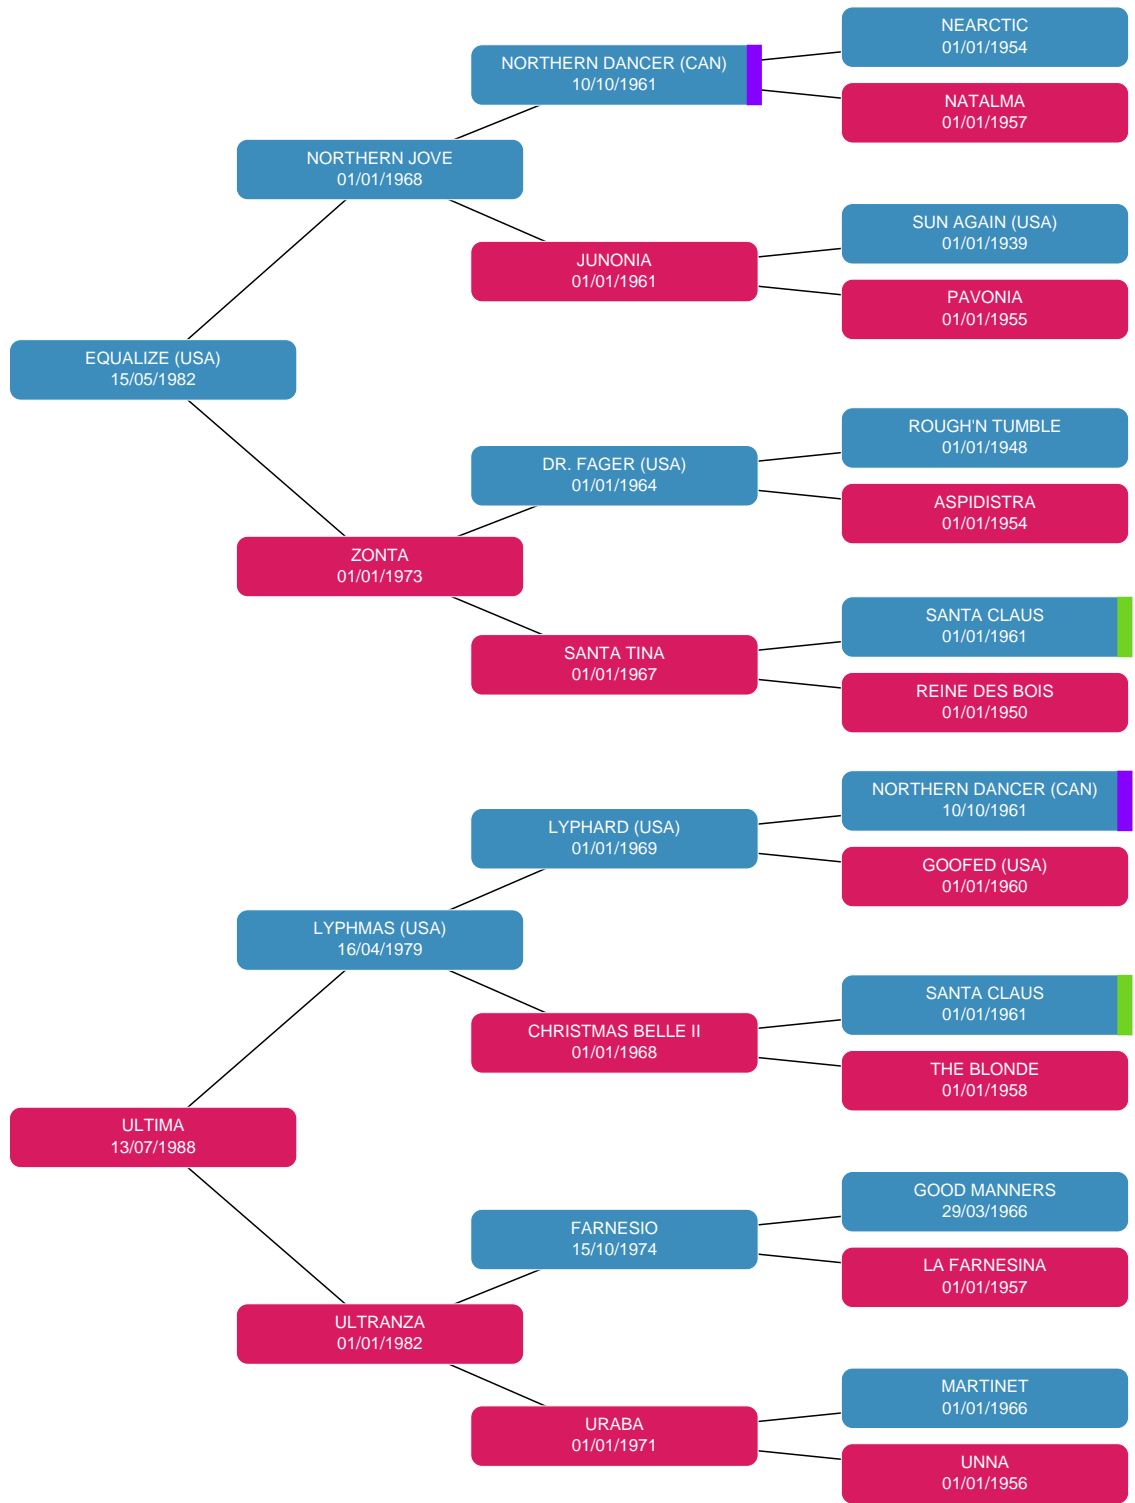 NEARCTIC
01/01/1954
NORTHERN DANCER (CAN)
10/10/1961
NATALMA
01/01/1957
NORTHERN JOVE
01/01/1968
SUN AGAIN (USA)
01/01/1939
JUNONIA
01/01/1961
PAVONIA
01/01/1955
EQUALIZE (USA)
15/05/1982
ROUGH'N TUMBLE
01/01/1948
DR. FAGER (USA)
01/01/1964
ASPIDISTRA
01/01/1954
ZONTA
01/01/1973
SANTA CLAUS
01/01/1961
SANTA TINA
01/01/1967
REINE DES BOIS
01/01/1950
NORTHERN DANCER (CAN)
10/10/1961
LYPHARD (USA)
01/01/1969
GOOFED (USA)
01/01/1960
LYPHMAS (USA)
16/04/1979
SANTA CLAUS
01/01/1961
CHRISTMAS BELLE II
01/01/1968
THE BLONDE
01/01/1958
ULTIMA
13/07/1988
GOOD MANNERS
29/03/1966
FARNESIO
15/10/1974
LA FARNESINA
01/01/1957
ULTRANZA
01/01/1982
MARTINET
01/01/1966
URABA
01/01/1971
UNNA
01/01/1956